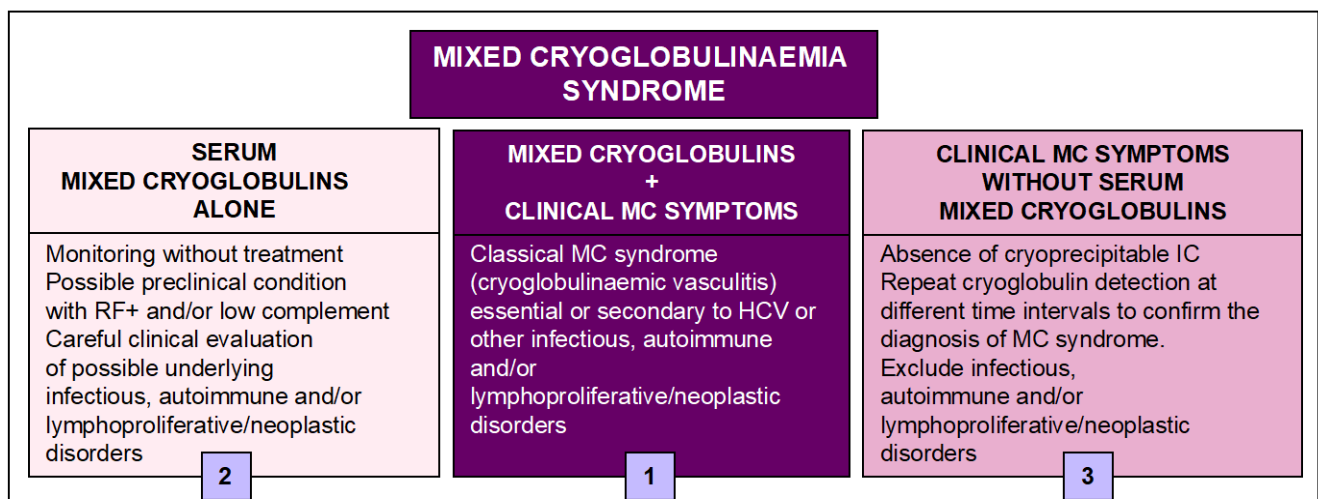 MIXED CRYOGLOBULINAEMIA
SYNDROME
SERUM
MIXED CRYOGLOBULINS
ALONE
Monitoring without treatment
Possible preclinical condition
with RF+ and/or low complement
Careful clinical evaluation
of possible underlying
infectious, autoimmune and/or
lymphoproliferative/neoplastic
disorders
2
MIXED CRYOGLOBULINS
+
CLINICAL MC SYMPTOMS
Classical MC syndrome
(cryoglobulinaemic vasculitis)
essential or secondary to HCV or
other infectious, autoimmune
and/or
lymphoproliferative/neoplastic
disorders
1
CLINICAL MC SYMPTOMS
WITHOUT SERUM
MIXED CRYOGLOBULINS
Absence of cryoprecipitable IC
Repeat cryoglobulin detection at
different time intervals to confirm the
diagnosis of MC syndrome.
Exclude infectious,
autoimmune and/or
lymphoproliferative/neoplastic
disorders
3